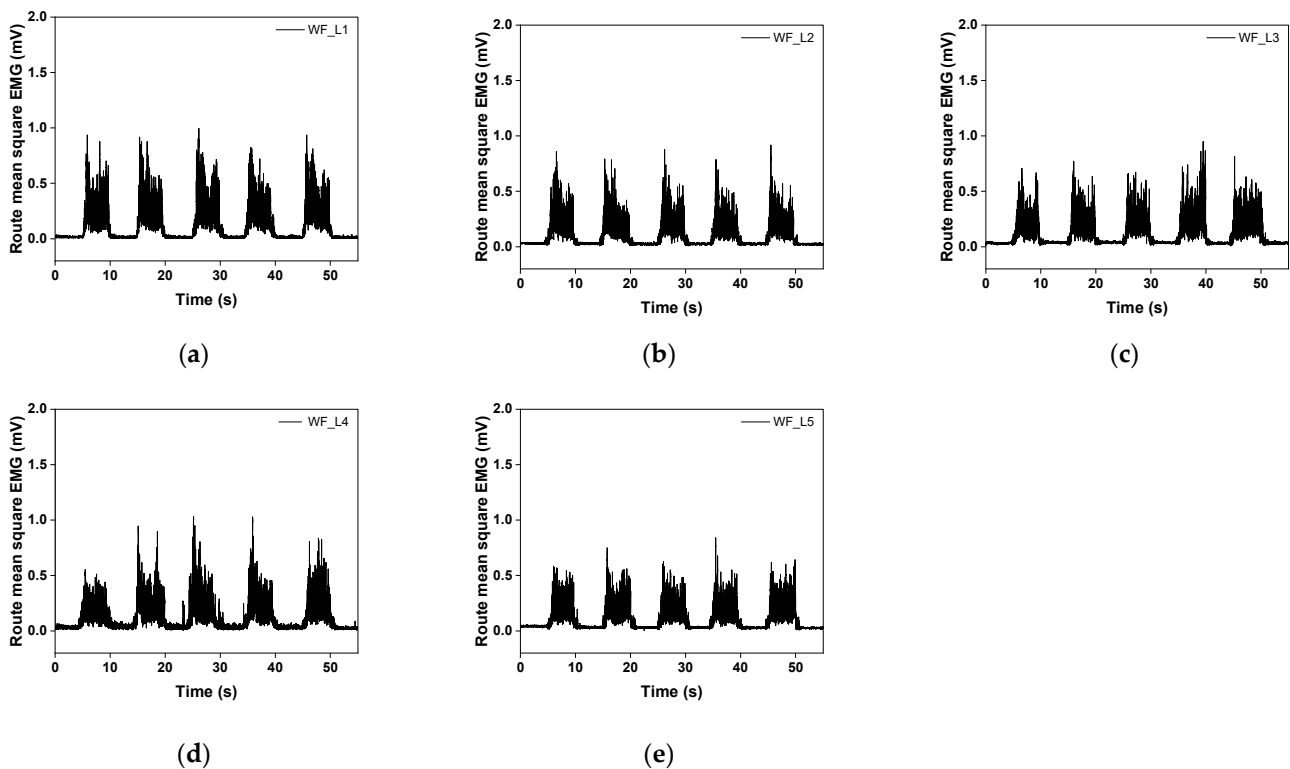 Route mean square EMG (mV)
2.0
1.5
1.0
0.5
0.0
WF_L1
0 10 20 30 40 50
Time (s)
(a)
Route mean square EMG (mV)
2.0
1.5
1.0
0.5
0.0
WF_L2
0 10 20 30 40 50
Time (s)
(b)
Route mean square EMG (mV)
2.0
1.5
1.0
0.5
0.0
WF_L3
0 10 20 30 40 50
Time (s)
(c)
Route mean square EMG (mV)
2.0
1.5
1.0
0.5
0.0
WF_L4
0 10 20 30 40 50
Time (s)
(d)
Route mean square EMG (mV)
2.0
1.5
1.0
0.5
0.0
WF_L5
0 10 20 30 40 50
Time (s)
(e)